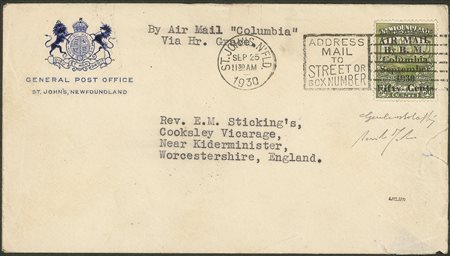 By Air Mail "Columbia"
Via Hr. Grace.
GENERAL POST OFFICE
ST. JOHN'S, NEWFOUNDLAND
ST. JOHN'S N'FLD.
SEP 25
11 30 AM
1930
ADDRESS
MAIL
TO
STREET OR
BOX NUMBER
AIR MAIL
Columbia
September
1930
Fifty Cents
Rev. E.M. Sticking's,
Cooksley Vicarage,
Near Kiderminister,
Worcestershire, England.